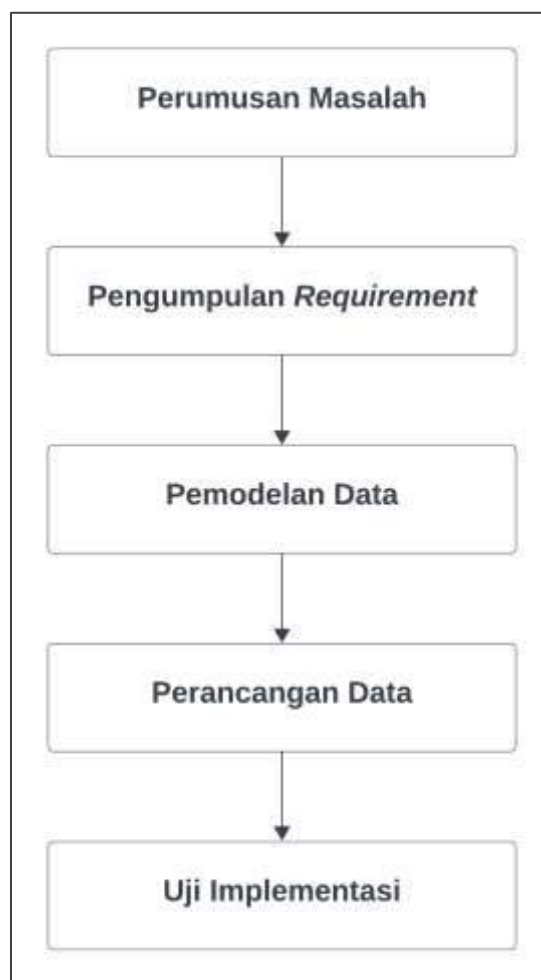 Perumusan Masalah
Pengumpulan Requirement
Pemodelan Data
Perancangan Data
Uji Implementasi